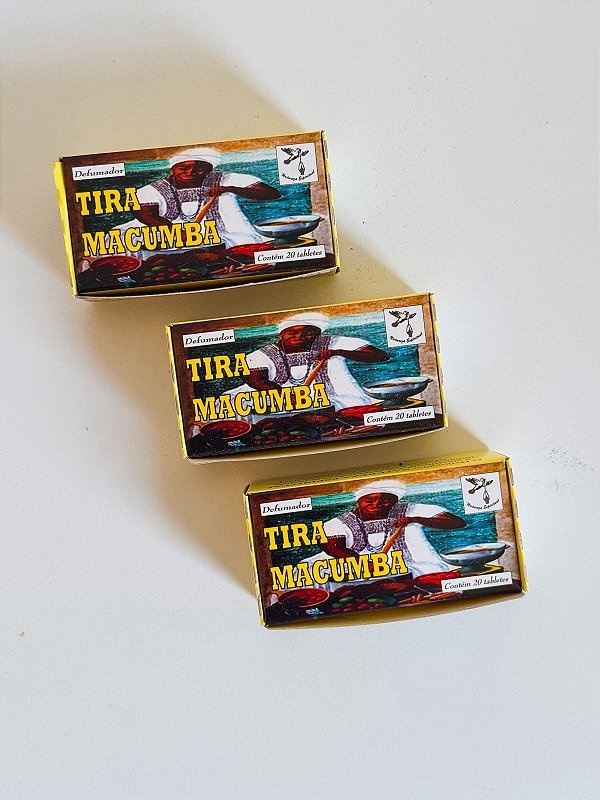 Defumador
TIRA
MACUMBA
Contém 20 tabletes
Defumador
TIRA
MACUMBA
Contém 20 tabletes
Defumador
TIRA
MACUMBA
Contém 20 tabletes